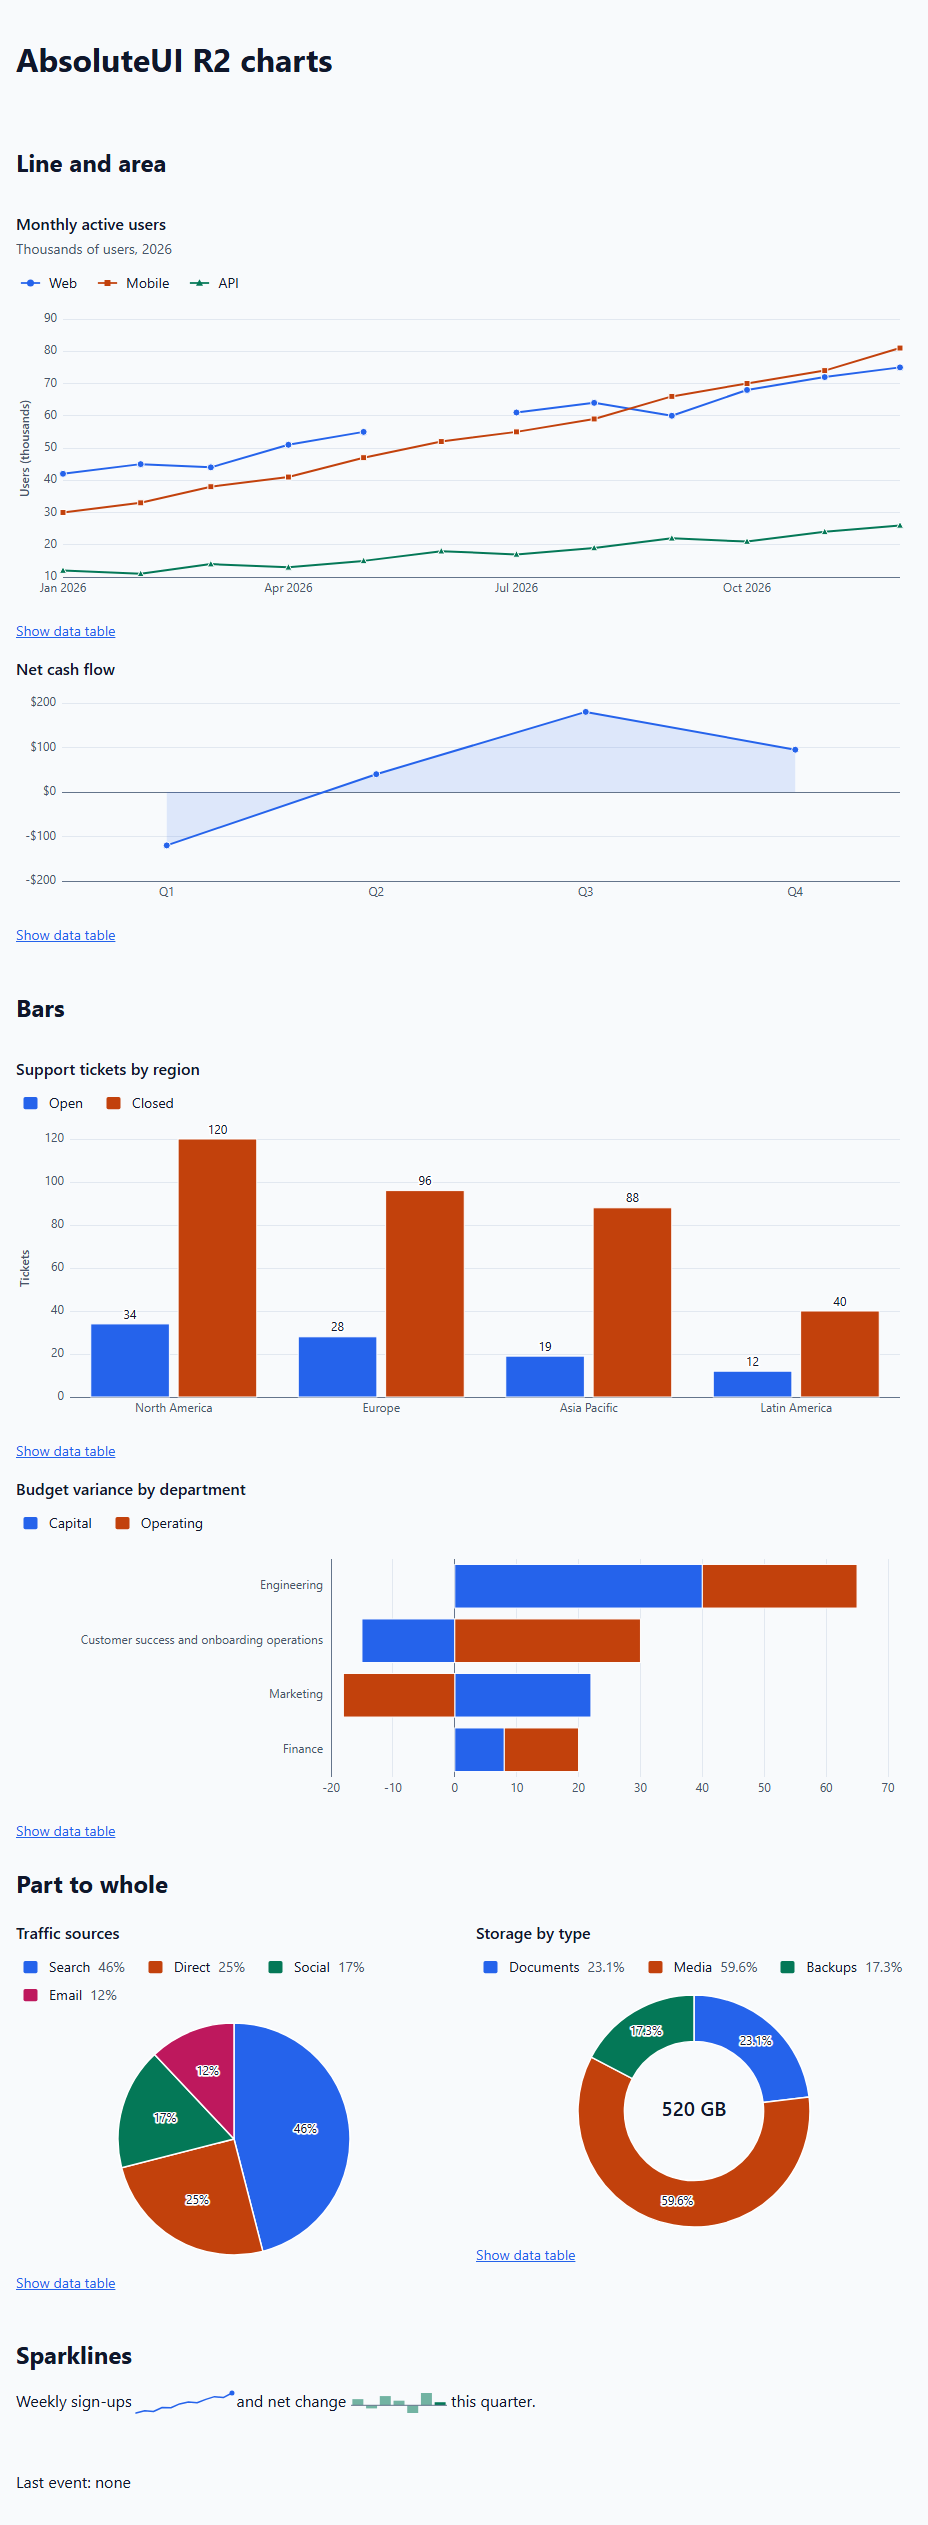 AbsoluteUI R2 charts
Line and area
Monthly active users
Thousands of users, 2026
Web Mobile API
90
80
70
60
50
40
30
20
10
Users (thousands)
Jan 2026 Apr 2026 Jul 2026 Oct 2026
Show data table
Net cash flow
$200
$100
$0
-$100
-$200
Q1 Q2 Q3 Q4
Show data table
Bars
Support tickets by region
Open Closed
120
100
80
60
40
20
0
Tickets
34 120 28 96 19 88 12 40
North America Europe Asia Pacific Latin America
Show data table
Budget variance by department
Capital Operating
Engineering
Customer success and onboarding operations
Marketing
Finance
-20 -10 0 10 20 30 40 50 60 70
Show data table
Part to whole
Traffic sources
Search 46% Direct 25% Social 17%
Email 12%
12%
17%
46%
25%
Show data table
Storage by type
Documents 23.1% Media 59.6% Backups 17.3%
17.3% 23.1%
520 GB
59.6%
Show data table
Sparklines
Weekly sign-ups and net change this quarter.
Last event: none